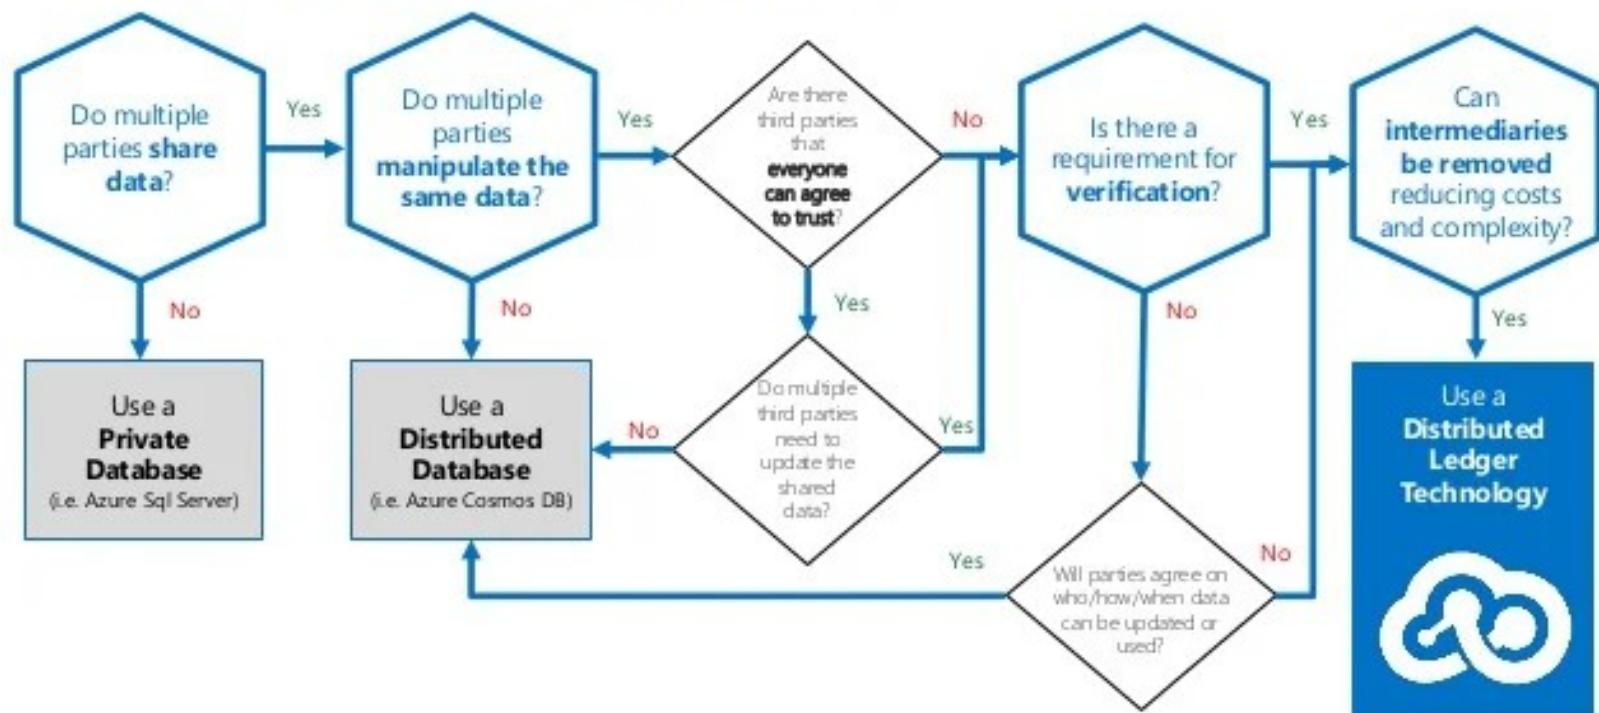 Do multiple
parties share
data?
Yes
No
Use a
Private
Database
(i.e. Azure Sql Server)
Do multiple
parties
manipulate the
same data?
Yes
No
Use a
Distributed
Database
(i.e. Azure Cosmos DB)
Are there
third parties
that
everyone
can agree
to trust?
No
Yes
Do multiple
third parties
need to
update the
shared
data?
No
Yes
Is there a
requirement for
verification?
Yes
No
Will parties agree on
who/how/when data
can be updated or
used?
Yes
No
Can
intermediaries
be removed
reducing costs
and complexity?
Yes
Use a
Distributed
Ledger
Technology